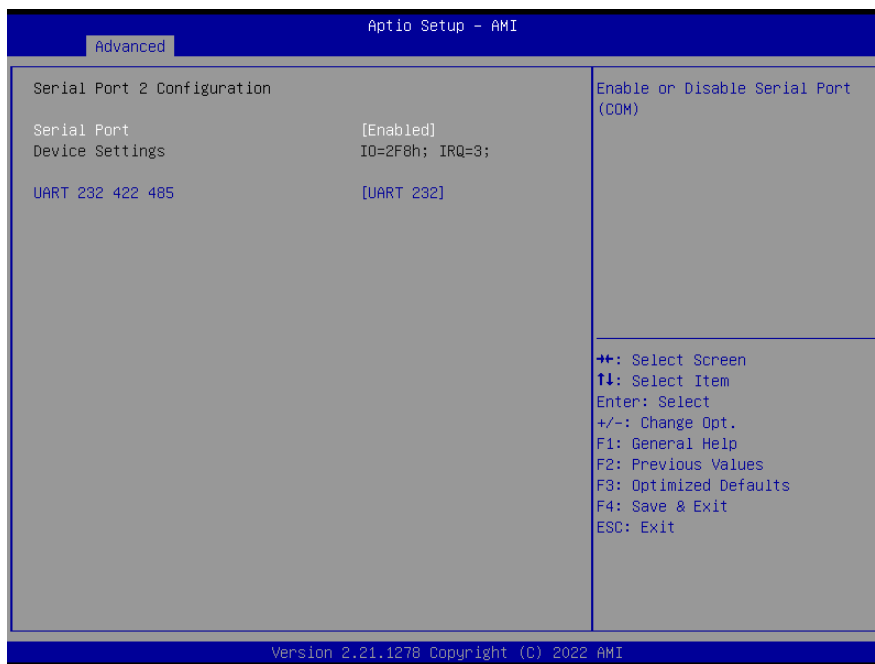 Aptio Setup – AMI
Advanced
Serial Port 2 Configuration
Serial Port [Enabled]
Device Settings IO=2F8h; IRQ=3;
UART 232 422 485 [UART 232]
Enable or Disable Serial Port
(COM)
→←: Select Screen
↑↓: Select Item
Enter: Select
+/-: Change Opt.
F1: General Help
F2: Previous Values
F3: Optimized Defaults
F4: Save & Exit
ESC: Exit
Version 2.21.1278 Copyright (C) 2022 AMI